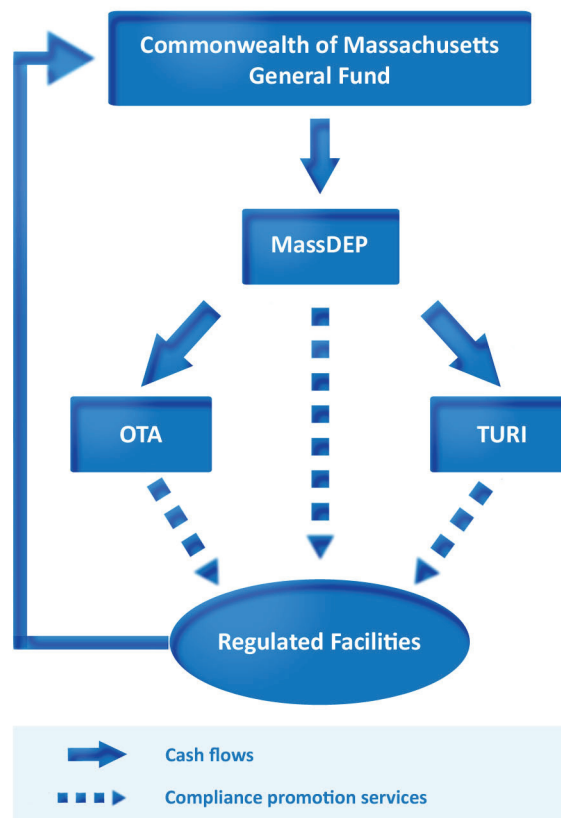 Commonwealth of Massachusetts
General Fund
MassDEP
OTA
TURI
Regulated Facilities
Cash flows
Compliance promotion services